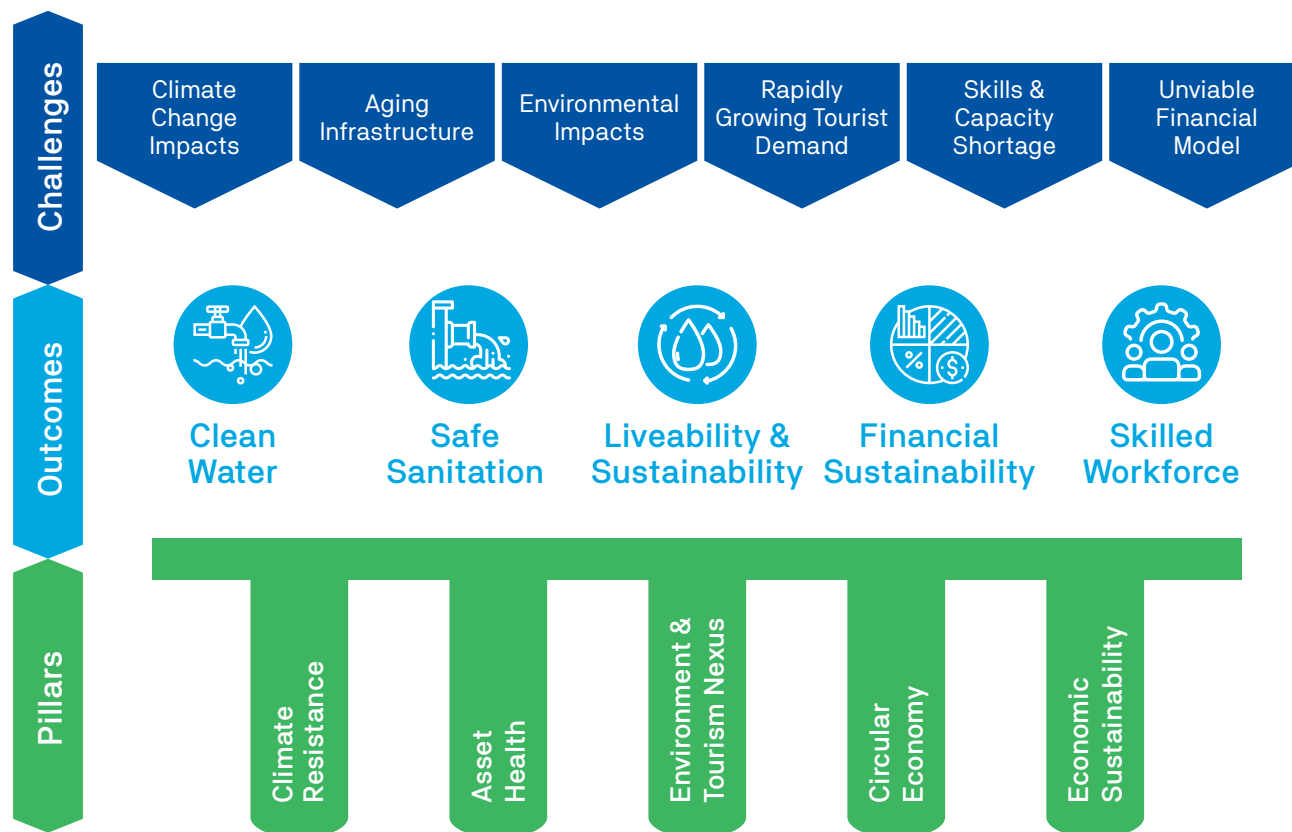 Challenges
Climate
Change
Impacts
Aging
Infrastructure
Environmental
Impacts
Rapidly
Growing Tourist
Demand
Skills &
Capacity
Shortage
Unviable
Financial
Model
Outcomes
%
$
Clean
Water
Safe
Sanitation
Liveability &
Sustainability
Financial
Sustainability
Skilled
Workforce
Pillars
Climate
Resistance
Asset
Health
Environment &
Tourism Nexus
Circular
Economy
Economic
Sustainability